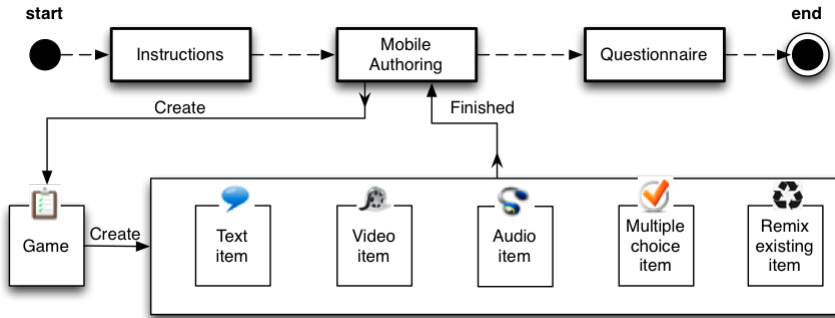 start
end
Instructions
Mobile
Authoring
Questionnaire
Create
Finished
Game
Create
Text
item
Video
item
Audio
item
Multiple
choice
item
Remix
existing
item